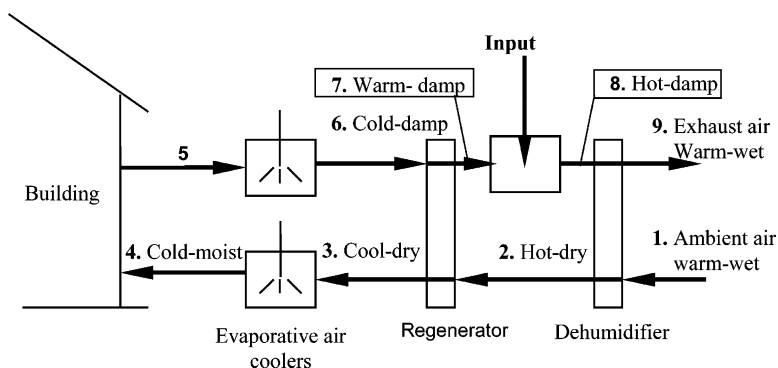 Input
7. Warm- damp
8. Hot-damp
6. Cold-damp
9. Exhaust air
Warm-wet
5
Building
4. Cold-moist
3. Cool-dry
2. Hot-dry
1. Ambient air
warm-wet
Evaporative air
coolers
Regenerator
Dehumidifier